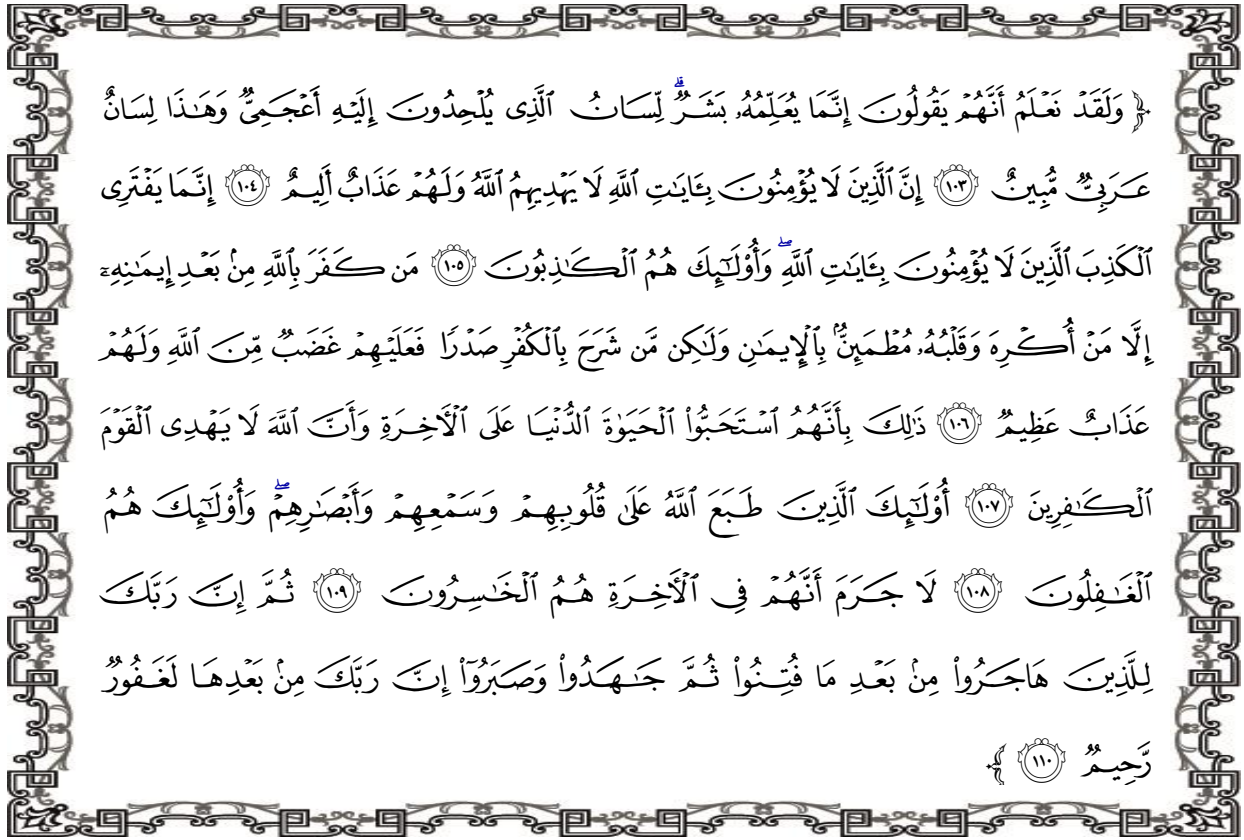 ﴿ وَلَقَدۡ نَعۡلَمُ أَنَّهُمۡ يَقُولُونَ إِنَّمَا يُعَلِّمُهُۥ بَشَرٞۗ لِّسَانُ ٱلَّذِي يُلۡحِدُونَ إِلَيۡهِ أَعۡجَمِيّٞ وَهَٰذَا لِسَانٌ
عَرَبِيّٞ مُّبِينٌ ١٠٣ إِنَّ ٱلَّذِينَ لَا يُؤۡمِنُونَ بِـَٔايَٰتِ ٱللَّهِ لَا يَهۡدِيهِمُ ٱللَّهُ وَلَهُمۡ عَذَابٌ أَلِيمٌ ١٠٤ إِنَّمَا يَفۡتَرِي
ٱلۡكَذِبَ ٱلَّذِينَ لَا يُؤۡمِنُونَ بِـَٔايَٰتِ ٱللَّهِۖ وَأُوْلَٰٓئِكَ هُمُ ٱلۡكَٰذِبُونَ ١٠٥ مَن كَفَرَ بِٱللَّهِ مِنۢ بَعۡدِ إِيمَٰنِهِۦٓ
إِلَّا مَنۡ أُكۡرِهَ وَقَلۡبُهُۥ مُطۡمَئِنُّۢ بِٱلۡإِيمَٰنِ وَلَٰكِن مَّن شَرَحَ بِٱلۡكُفۡرِ صَدۡرٗا فَعَلَيۡهِمۡ غَضَبٞ مِّنَ ٱللَّهِ وَلَهُمۡ
عَذَابٌ عَظِيمٞ ١٠٦ ذَٰلِكَ بِأَنَّهُمُ ٱسۡتَحَبُّواْ ٱلۡحَيَوٰةَ ٱلدُّنۡيَا عَلَى ٱلۡأٓخِرَةِ وَأَنَّ ٱللَّهَ لَا يَهۡدِي ٱلۡقَوۡمَ
ٱلۡكَٰفِرِينَ ١٠٧ أُوْلَٰٓئِكَ ٱلَّذِينَ طَبَعَ ٱللَّهُ عَلَىٰ قُلُوبِهِمۡ وَسَمۡعِهِمۡ وَأَبۡصَٰرِهِمۡۖ وَأُوْلَٰٓئِكَ هُمُ
ٱلۡغَٰفِلُونَ ١٠٨ لَا جَرَمَ أَنَّهُمۡ فِي ٱلۡأٓخِرَةِ هُمُ ٱلۡخَٰسِرُونَ ١٠٩ ثُمَّ إِنَّ رَبَّكَ
لِلَّذِينَ هَاجَرُواْ مِنۢ بَعۡدِ مَا فُتِنُواْ ثُمَّ جَٰهَدُواْ وَصَبَرُوٓاْ إِنَّ رَبَّكَ مِنۢ بَعۡدِهَا لَغَفُورٞ
رَّحِيمٞ ١١٠ ﴾